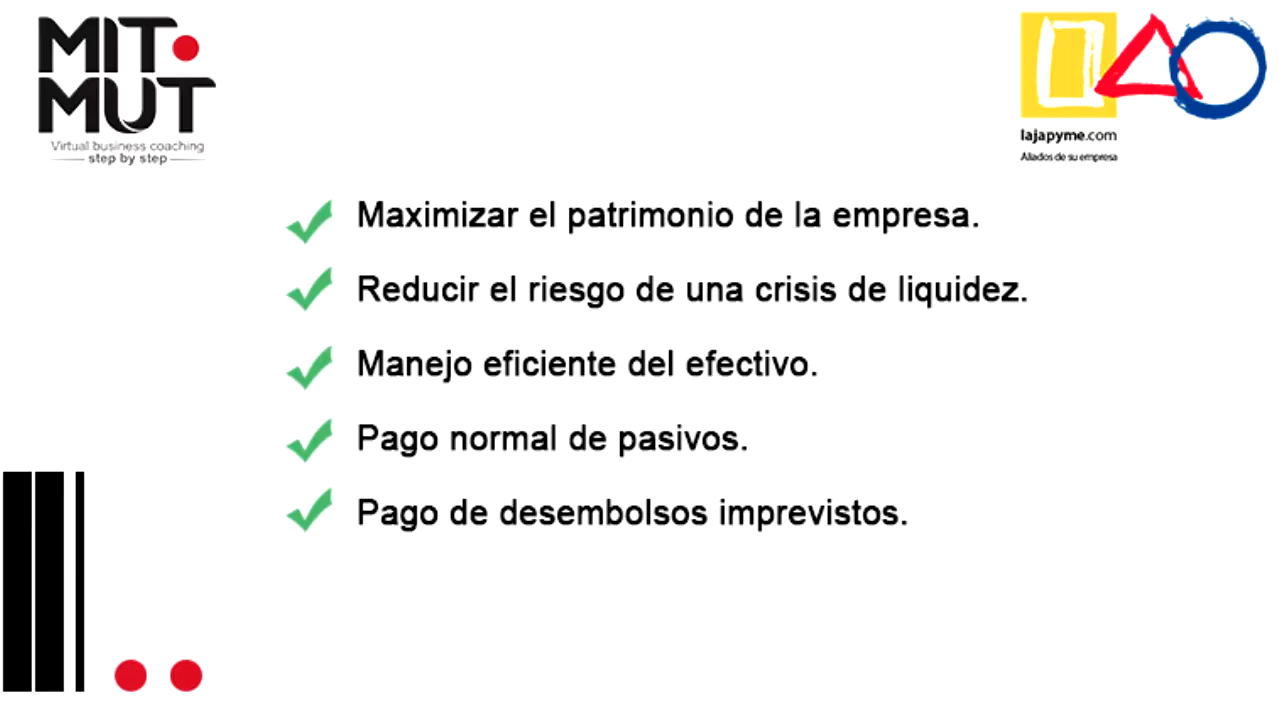 MIT
MUT
Virtual business coaching
step by step
lajapyme.com
Aliados de su empresa
Maximizar el patrimonio de la empresa.
Reducir el riesgo de una crisis de liquidez.
Manejo eficiente del efectivo.
Pago normal de pasivos.
Pago de desembolsos imprevistos.